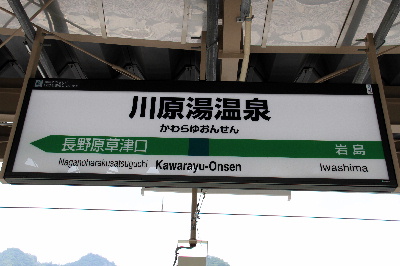 川原湯温泉
かわらゆおんせん
長野原草津口 岩島
Naganoharakusatsuguchi Kawarayu-Onsen Iwashima